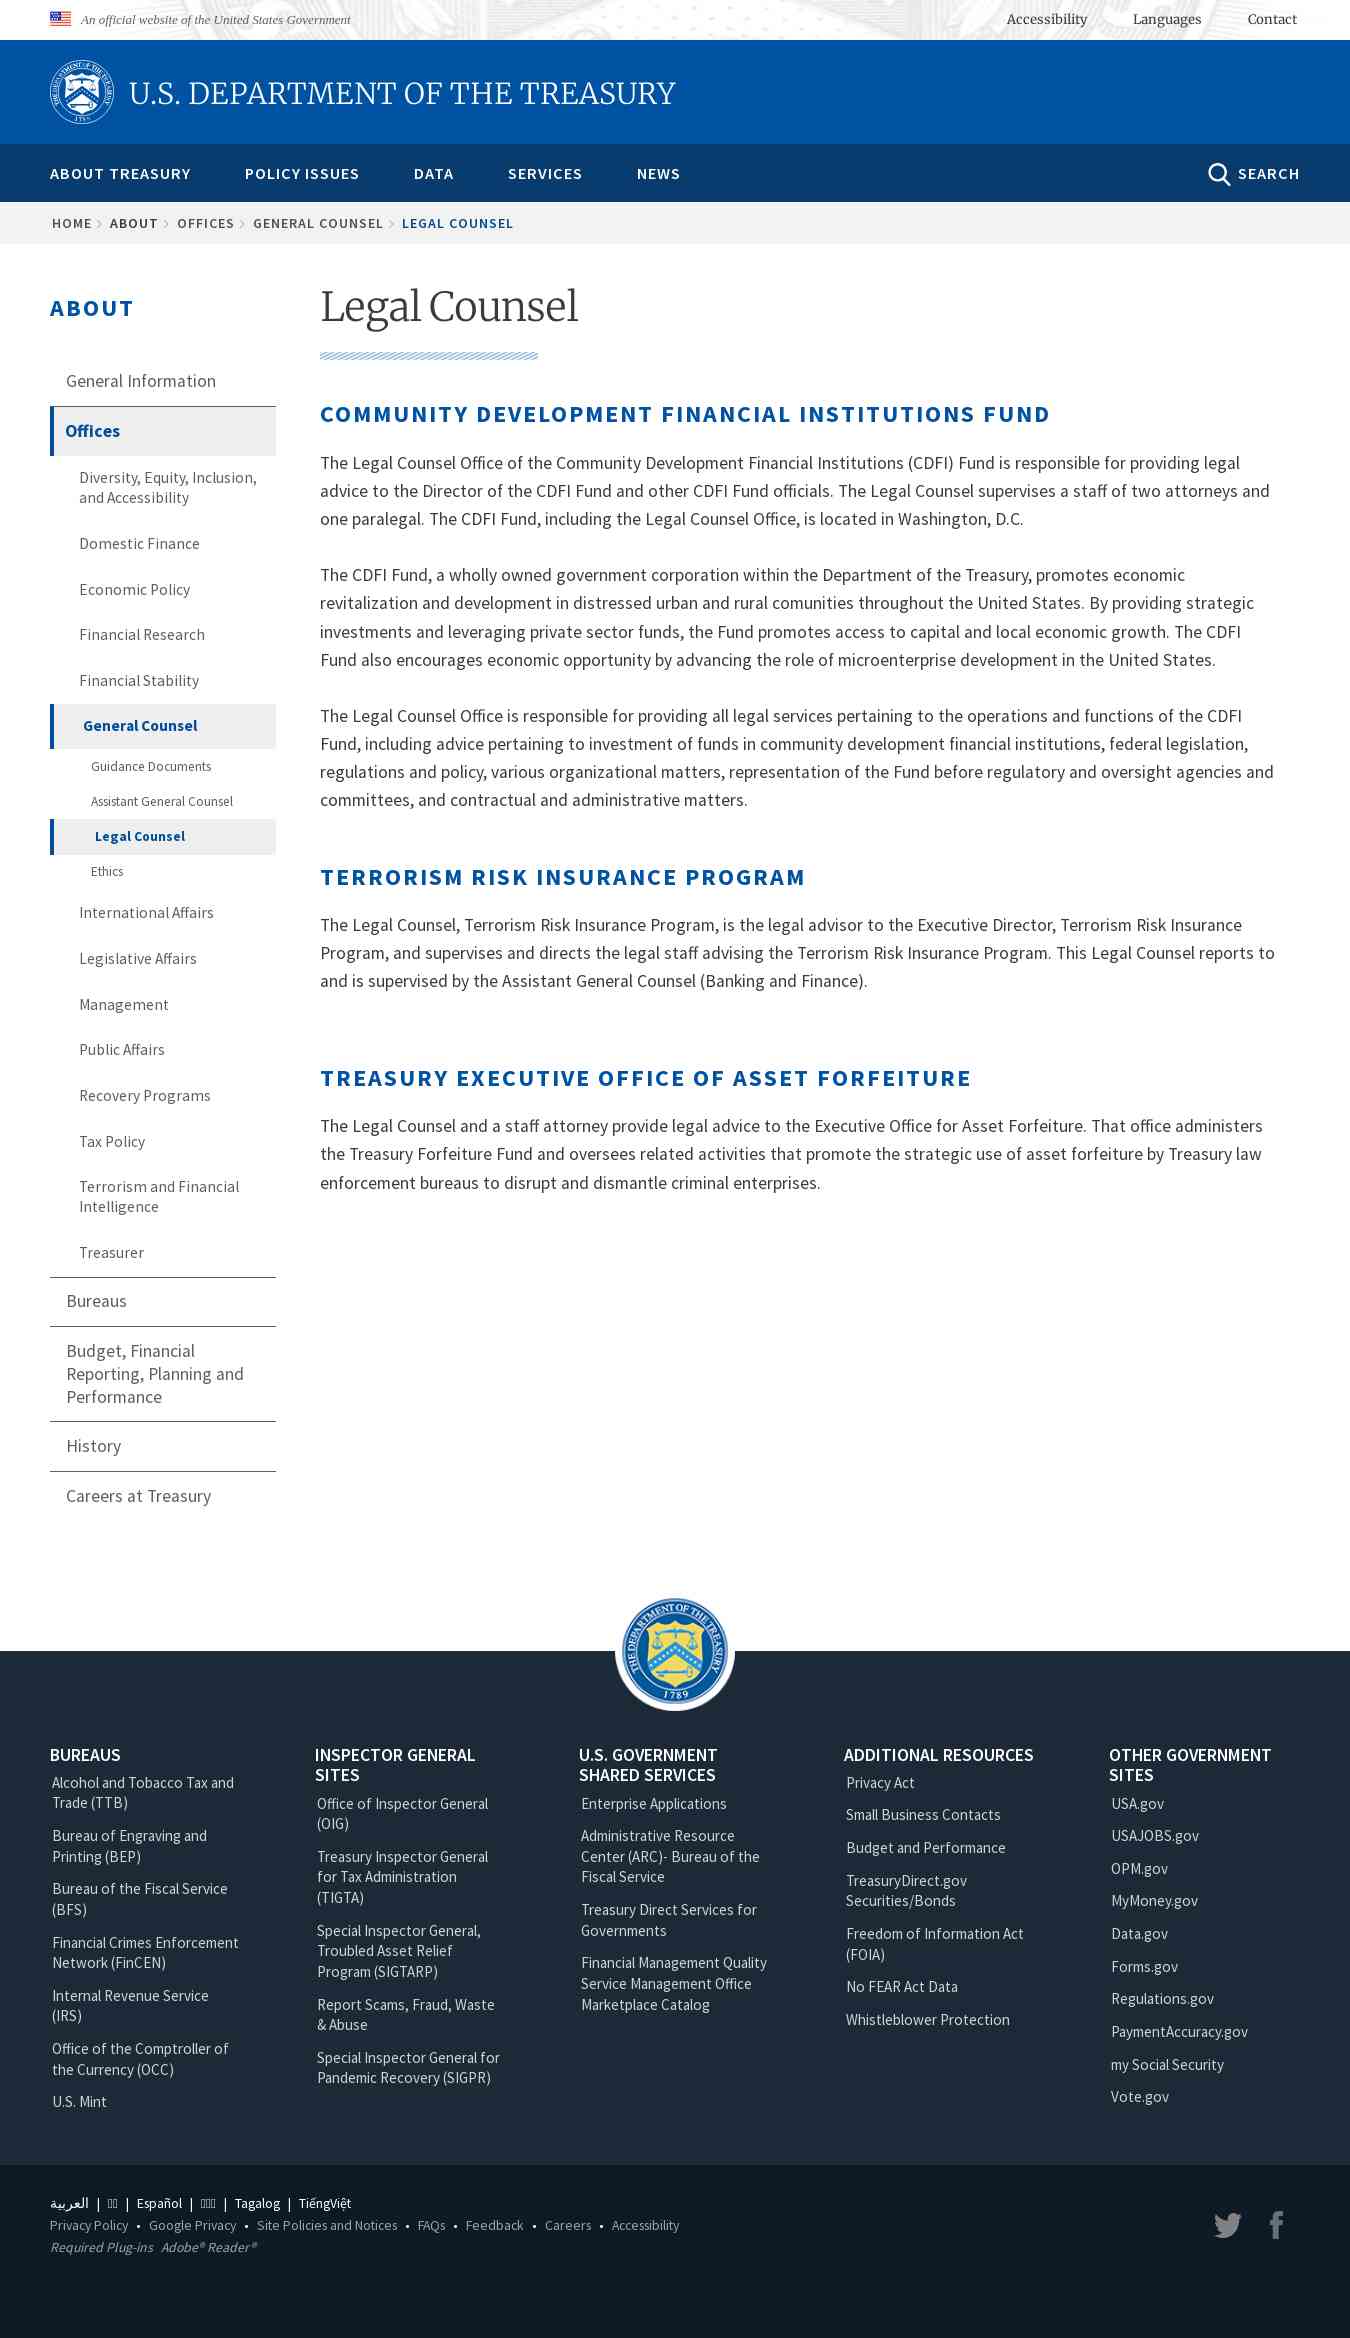 An official website of the United States Government
Accessibility Languages Contact
U.S. DEPARTMENT OF THE TREASURY
ABOUT TREASURY POLICY ISSUES DATA SERVICES NEWS SEARCH
HOME ABOUT OFFICES GENERAL COUNSEL LEGAL COUNSEL
ABOUT
General Information
Offices
Diversity, Equity, Inclusion,
and Accessibility
Domestic Finance
Economic Policy
Financial Research
Financial Stability
General Counsel
Guidance Documents
Assistant General Counsel
Legal Counsel
Ethics
International Affairs
Legislative Affairs
Management
Public Affairs
Recovery Programs
Tax Policy
Terrorism and Financial
Intelligence
Treasurer
Bureaus
Budget, Financial
Reporting, Planning and
Performance
History
Careers at Treasury
Legal Counsel
COMMUNITY DEVELOPMENT FINANCIAL INSTITUTIONS FUND
The Legal Counsel Office of the Community Development Financial Institutions (CDFI) Fund is responsible for providing legal
advice to the Director of the CDFI Fund and other CDFI Fund officials. The Legal Counsel supervises a staff of two attorneys and
one paralegal. The CDFI Fund, including the Legal Counsel Office, is located in Washington, D.C.
The CDFI Fund, a wholly owned government corporation within the Department of the Treasury, promotes economic
revitalization and development in distressed urban and rural comunities throughout the United States. By providing strategic
investments and leveraging private sector funds, the Fund promotes access to capital and local economic growth. The CDFI
Fund also encourages economic opportunity by advancing the role of microenterprise development in the United States.
The Legal Counsel Office is responsible for providing all legal services pertaining to the operations and functions of the CDFI
Fund, including advice pertaining to investment of funds in community development financial institutions, federal legislation,
regulations and policy, various organizational matters, representation of the Fund before regulatory and oversight agencies and
committees, and contractual and administrative matters.
TERRORISM RISK INSURANCE PROGRAM
The Legal Counsel, Terrorism Risk Insurance Program, is the legal advisor to the Executive Director, Terrorism Risk Insurance
Program, and supervises and directs the legal staff advising the Terrorism Risk Insurance Program. This Legal Counsel reports to
and is supervised by the Assistant General Counsel (Banking and Finance).
TREASURY EXECUTIVE OFFICE OF ASSET FORFEITURE
The Legal Counsel and a staff attorney provide legal advice to the Executive Office for Asset Forfeiture. That office administers
the Treasury Forfeiture Fund and oversees related activities that promote the strategic use of asset forfeiture by Treasury law
enforcement bureaus to disrupt and dismantle criminal enterprises.
THE DEPARTMENT OF THE TREASURY
1789
BUREAUS
Alcohol and Tobacco Tax and
Trade (TTB)
Bureau of Engraving and
Printing (BEP)
Bureau of the Fiscal Service
(BFS)
Financial Crimes Enforcement
Network (FinCEN)
Internal Revenue Service
(IRS)
Office of the Comptroller of
the Currency (OCC)
U.S. Mint
INSPECTOR GENERAL
SITES
Office of Inspector General
(OIG)
Treasury Inspector General
for Tax Administration
(TIGTA)
Special Inspector General,
Troubled Asset Relief
Program (SIGTARP)
Report Scams, Fraud, Waste
& Abuse
Special Inspector General for
Pandemic Recovery (SIGPR)
U.S. GOVERNMENT
SHARED SERVICES
Enterprise Applications
Administrative Resource
Center (ARC)- Bureau of the
Fiscal Service
Treasury Direct Services for
Governments
Financial Management Quality
Service Management Office
Marketplace Catalog
ADDITIONAL RESOURCES
Privacy Act
Small Business Contacts
Budget and Performance
TreasuryDirect.gov
Securities/Bonds
Freedom of Information Act
(FOIA)
No FEAR Act Data
Whistleblower Protection
OTHER GOVERNMENT
SITES
USA.gov
USAJOBS.gov
OPM.gov
MyMoney.gov
Data.gov
Forms.gov
Regulations.gov
PaymentAccuracy.gov
my Social Security
Vote.gov
العربية | | Español | | Tagalog | TiếngViệt
Privacy Policy • Google Privacy • Site Policies and Notices • FAQs • Feedback • Careers • Accessibility
Required Plug-ins Adobe® Reader®